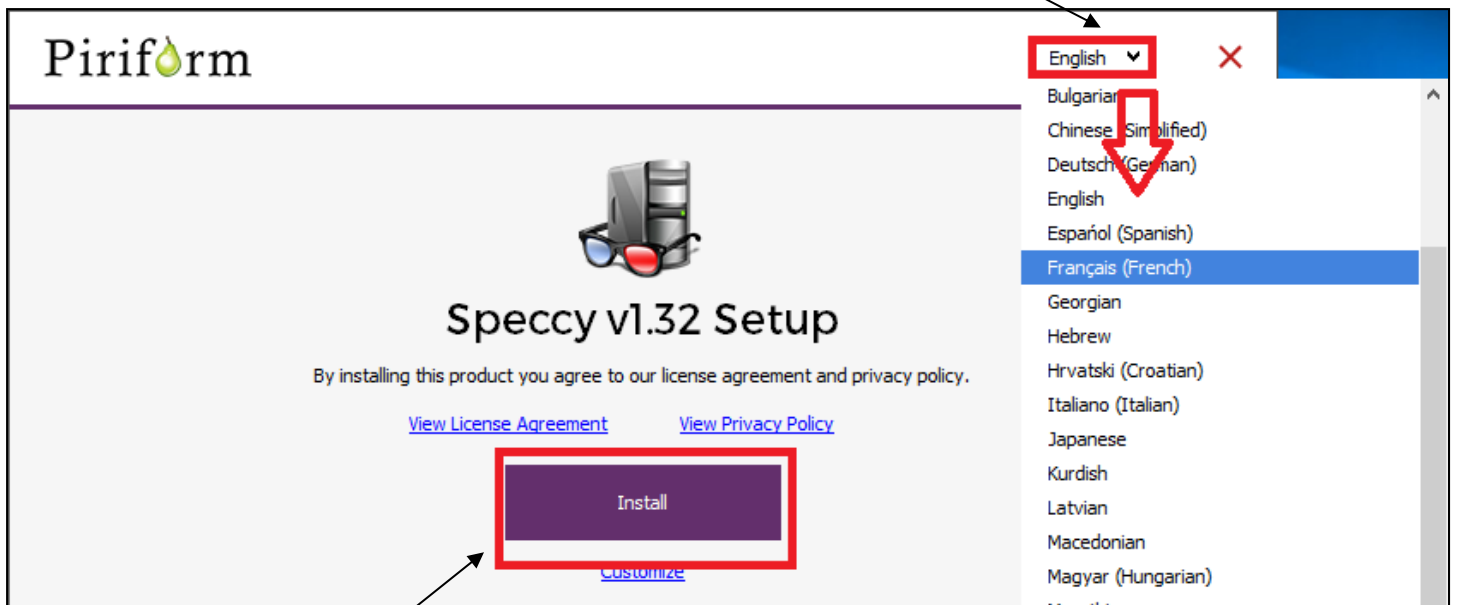 Piriform
English
Bulgarian
Chinese (Simplified)
Deutsch (German)
English
Español (Spanish)
Français (French)
Georgian
Hebrew
Hrvatski (Croatian)
Italiano (Italian)
Japanese
Kurdish
Latvian
Macedonian
Magyar (Hungarian)
Speccy v1.32 Setup
By installing this product you agree to our license agreement and privacy policy.
View License Agreement View Privacy Policy
Install
Customize